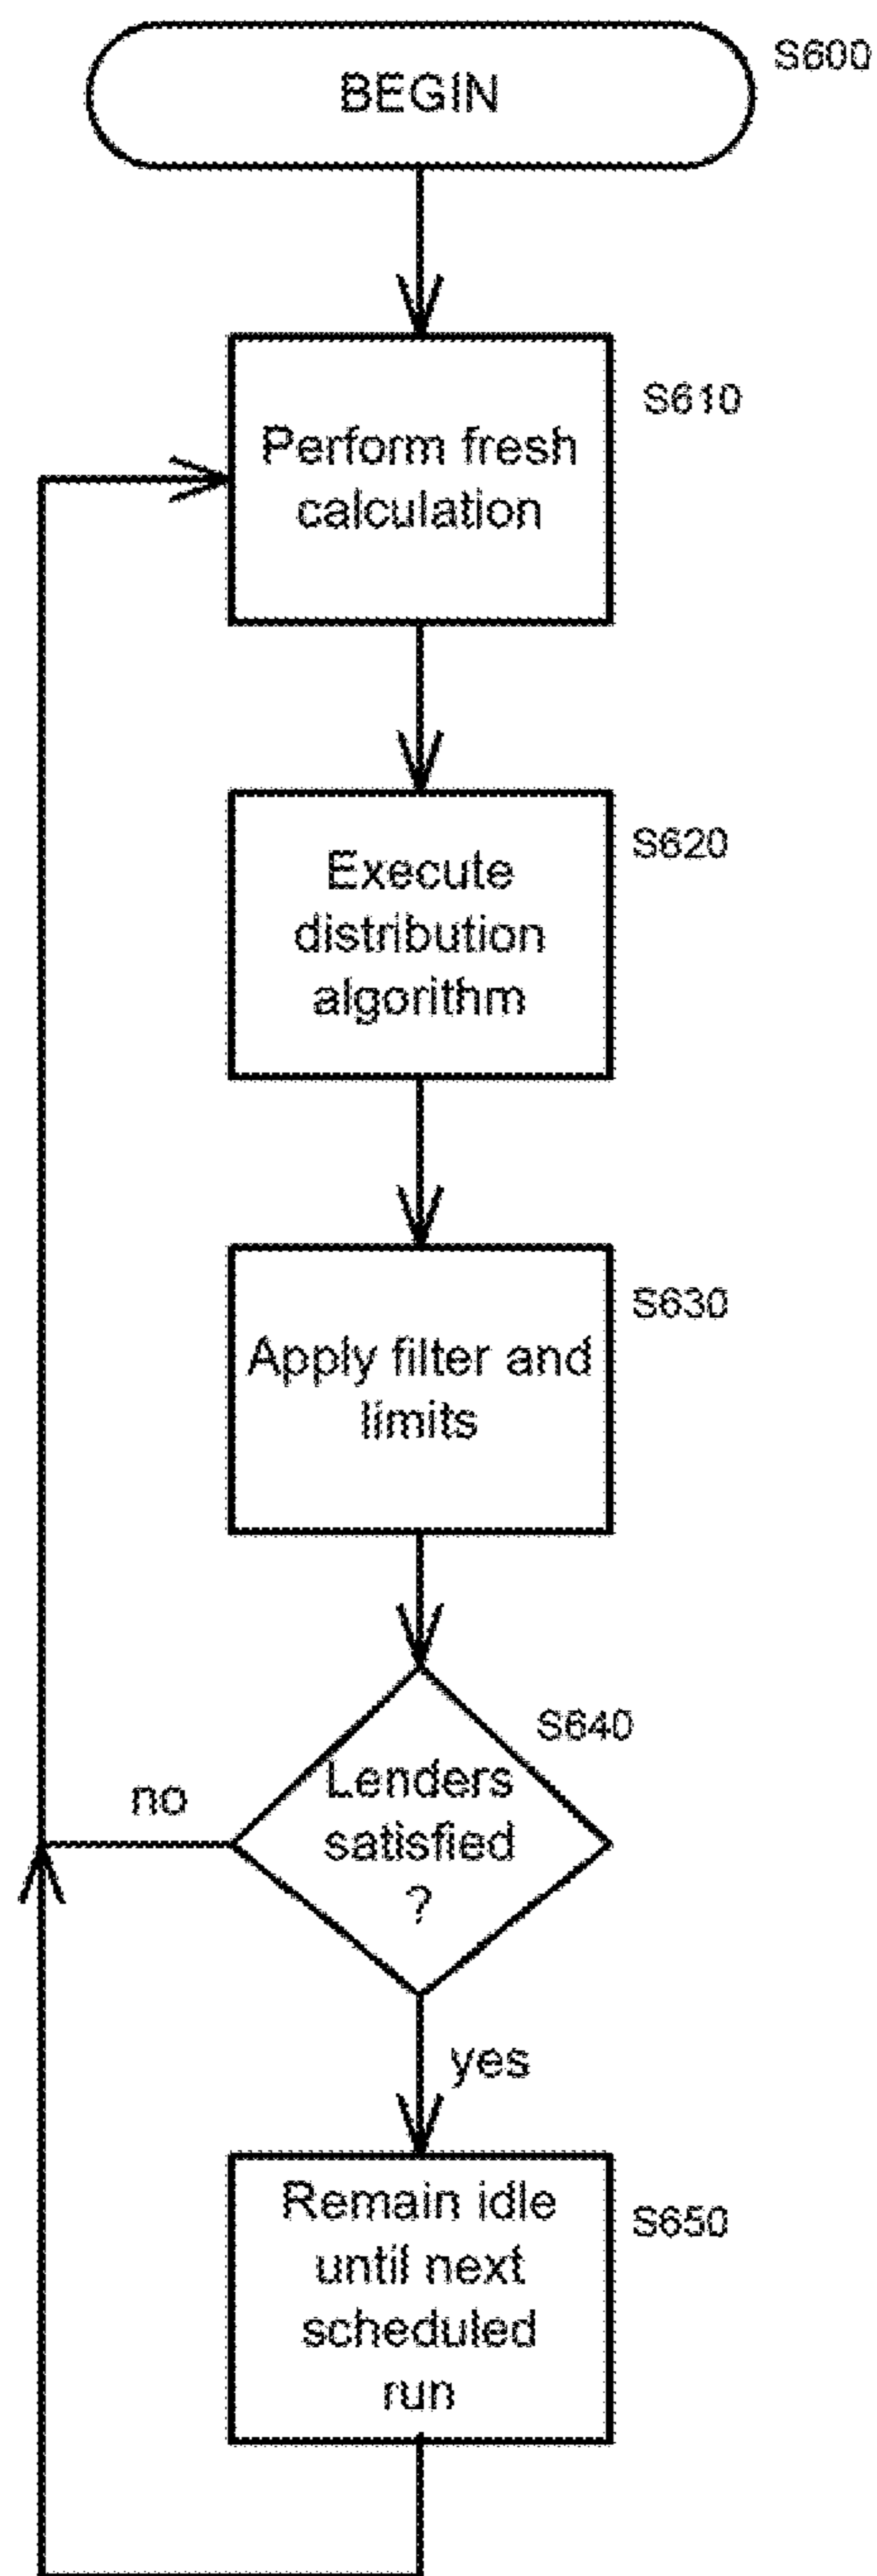 BEGIN
S600
Perform fresh
calculation
S610
Execute
distribution
algorithm
S620
Apply filter and
limits
S630
Lenders
satisfied
?
S640
no
yes
Remain idle
until next
scheduled
run
S650